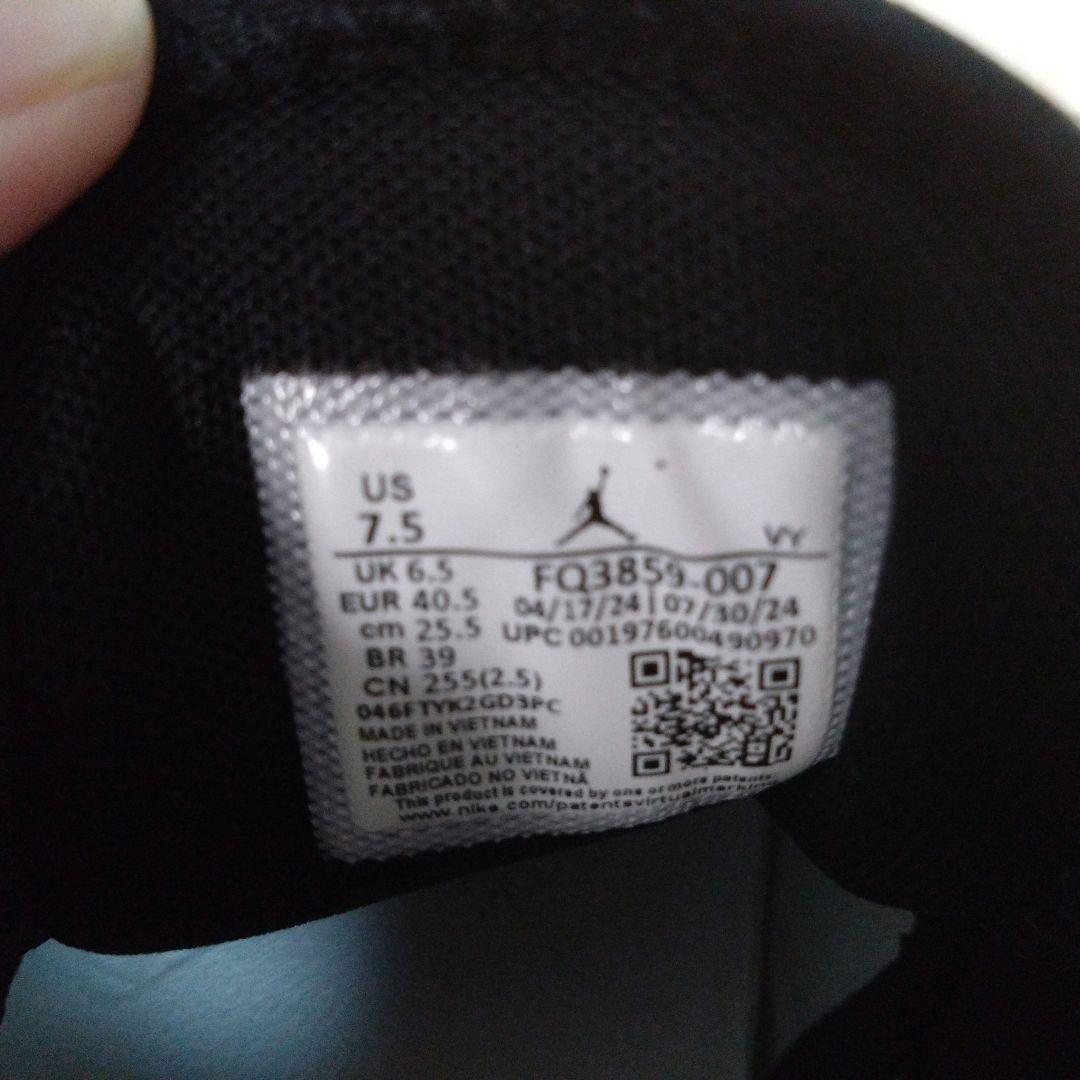 US
7.5
VY
UK 6.5
FQ3859-007
EUR 40.5
04/17/24 | 07/30/24
cm 25.5
UPC 00197600490970
BR 39
CN 255(2.5)
046FTYK2GD3PC
MADE IN VIETNAM
HECHO EN VIETNAM
FABRIQUE AU VIETNAM
FABRICADO NO VIETNÃ
This product is covered by one or more patents.
www.nike.com/patentsvirtualmarking